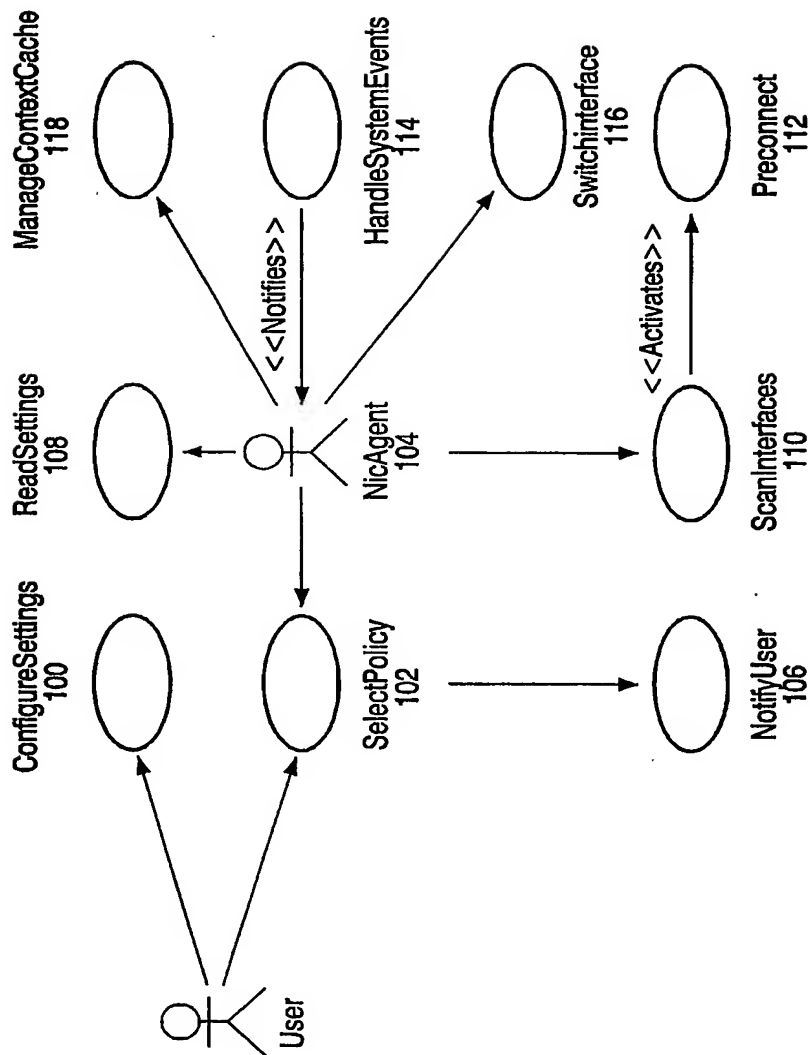 ConfigureSettings
100
ReadSettings
108
ManageContextCache
118
User
SelectPolicy
102
NicAgent
104
<<Notifies>>
HandleSystemEvents
114
Switchinterface
116
NotifyUser
106
ScanInterfaces
110
<<Activates>>
Preconnect
112